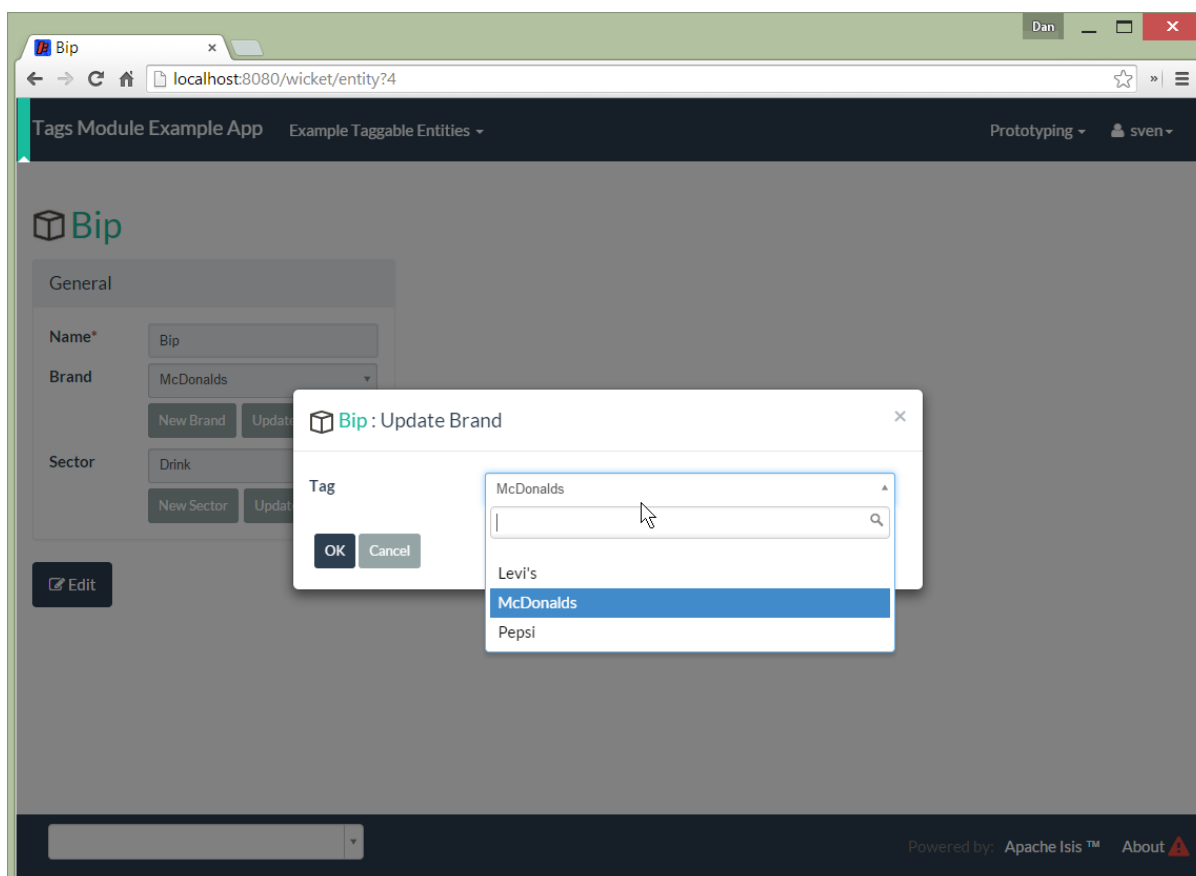 Dan
Bip
localhost:8080/wicket/entity?4
Tags Module Example App Example Taggable Entities Prototyping sven
Bip
General
Name* Bip
Brand McDonalds
New Brand Update
Bip : Update Brand ×
Sector Drink
New Sector Updat
Tag McDonalds
OK Cancel
Levi's
McDonalds
Pepsi
Edit
Powered by: Apache Isis ™ About